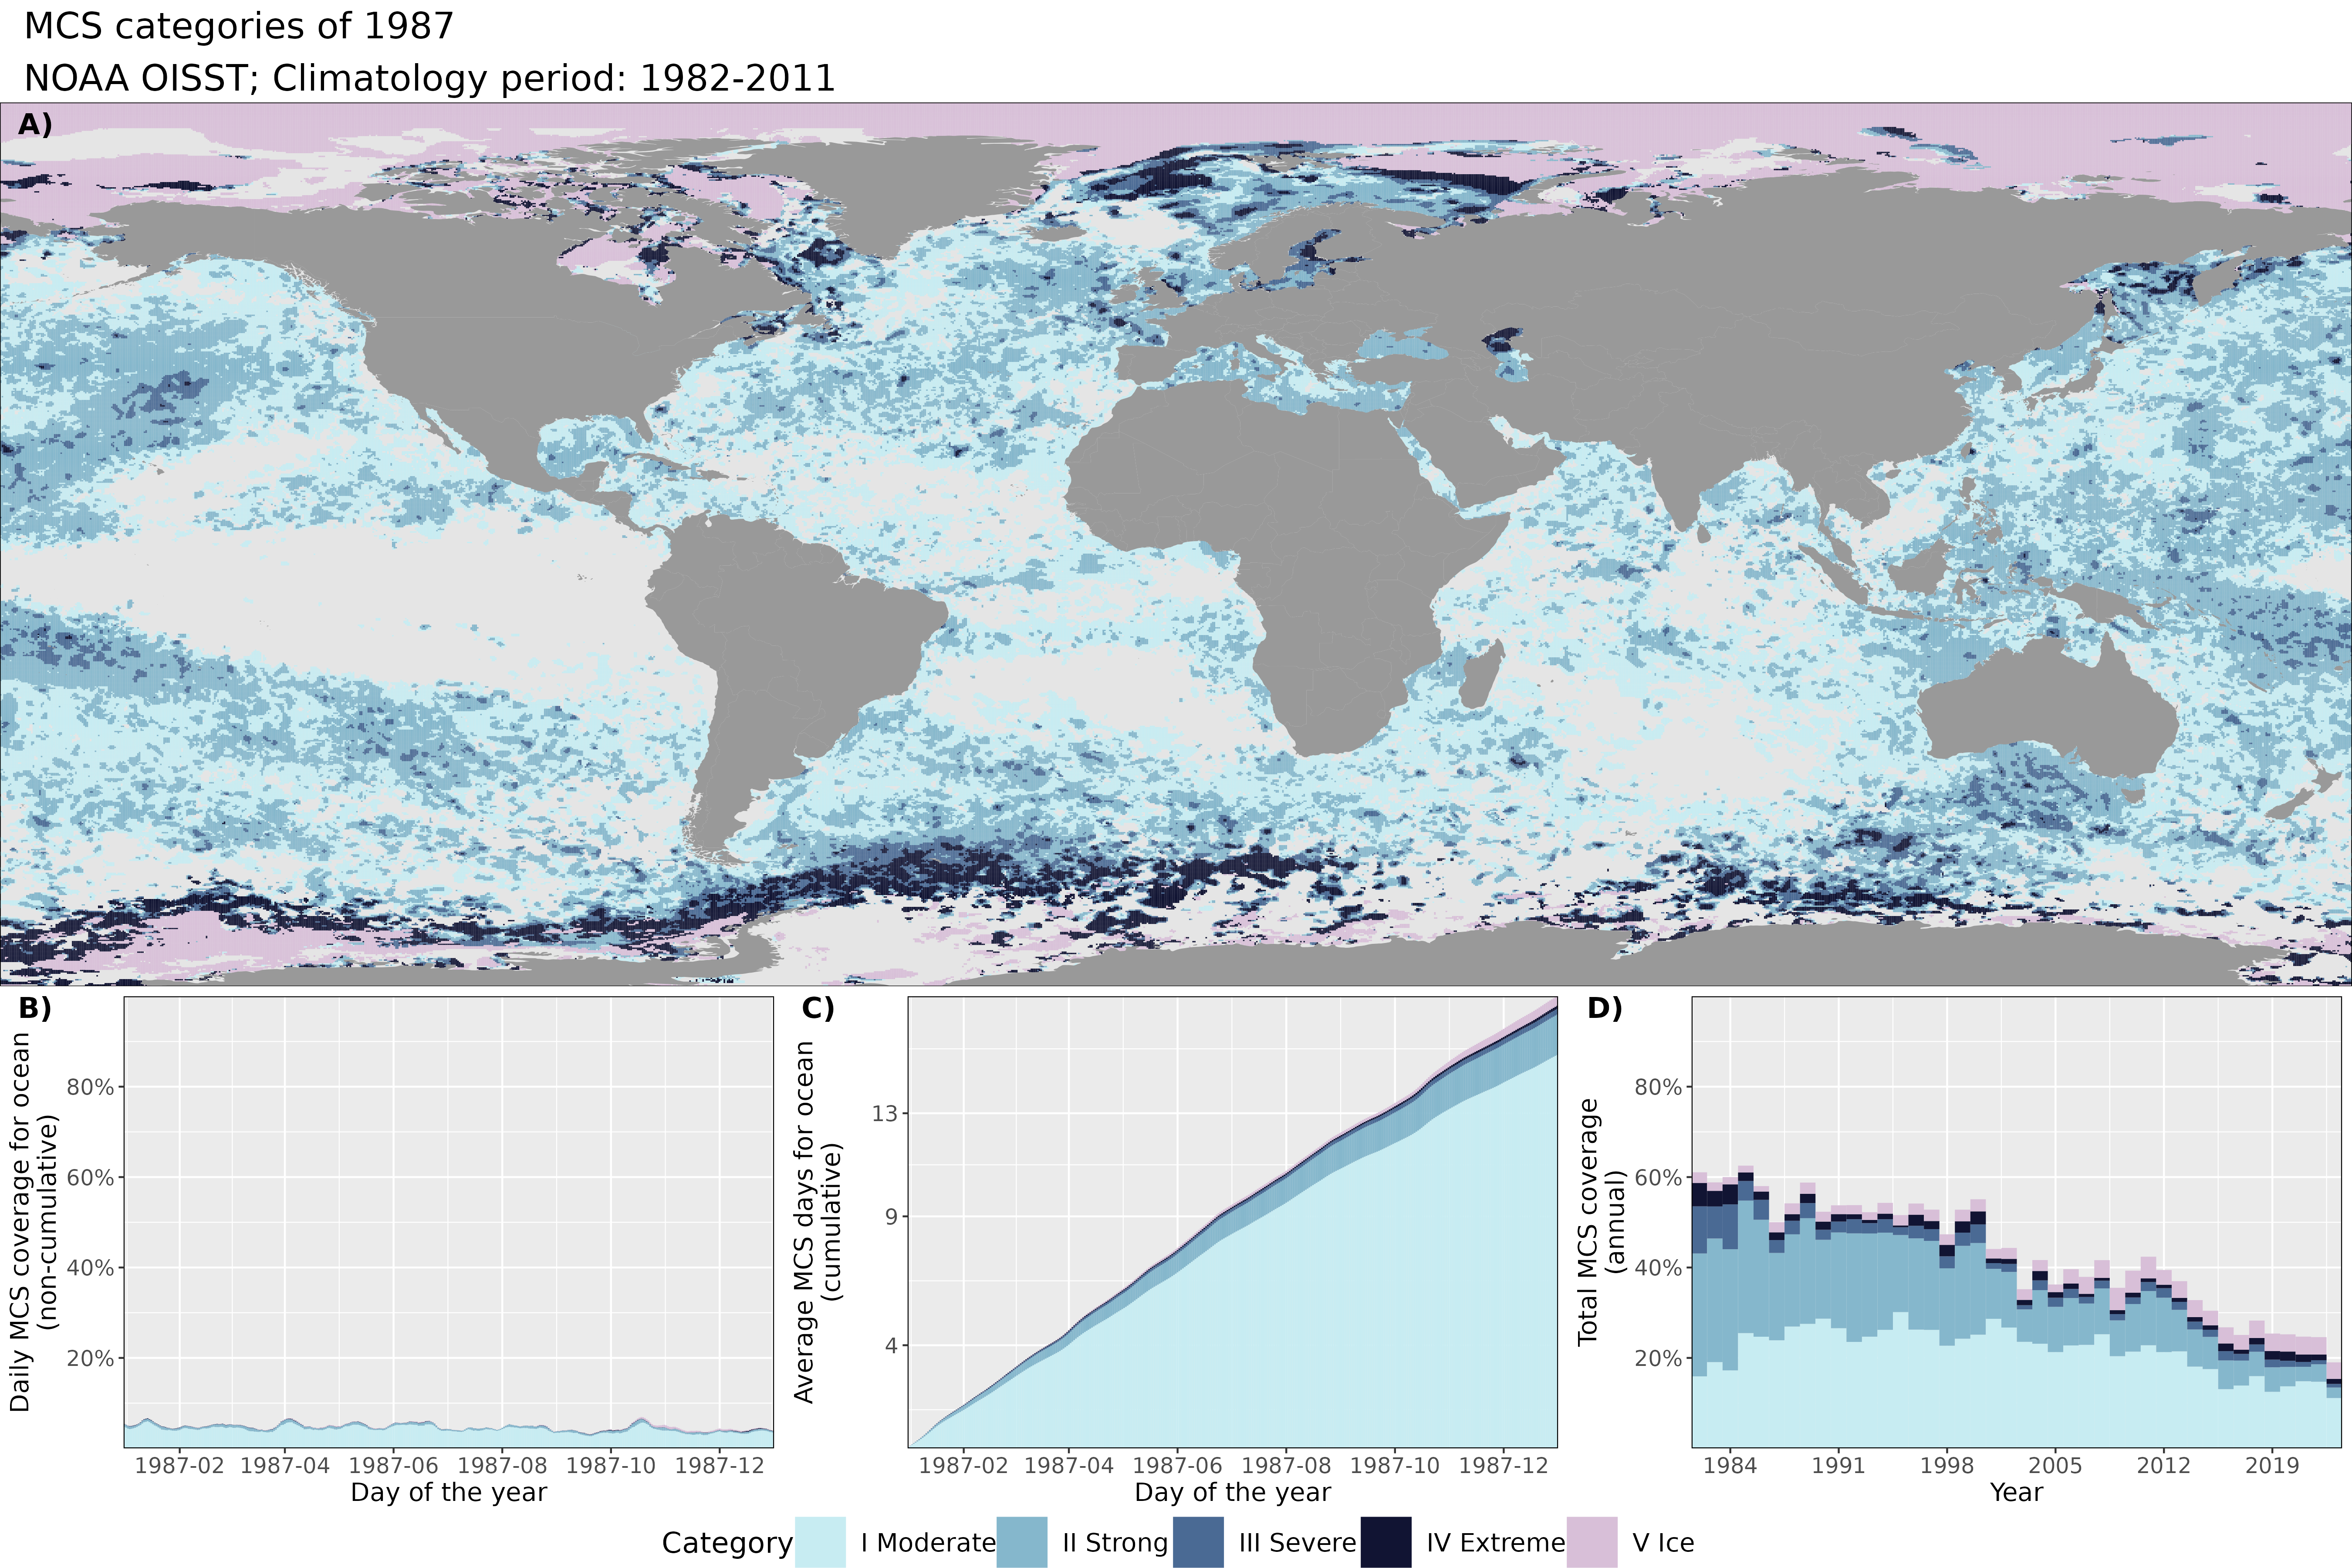 MCS categories of 1987
NOAA OISST; Climatology period: 1982-2011
A)
B)
Daily MCS coverage for ocean
(non-cumulative)
80%
60%
40%
20%
1987-02 1987-04 1987-06 1987-08 1987-10 1987-12
Day of the year
C)
Average MCS days for ocean
(cumulative)
13
9
4
1987-02 1987-04 1987-06 1987-08 1987-10 1987-12
Day of the year
D)
Total MCS coverage
(annual)
80%
60%
40%
20%
1984 1991 1998 2005 2012 2019
Year
Category I Moderate II Strong III Severe IV Extreme V Ice